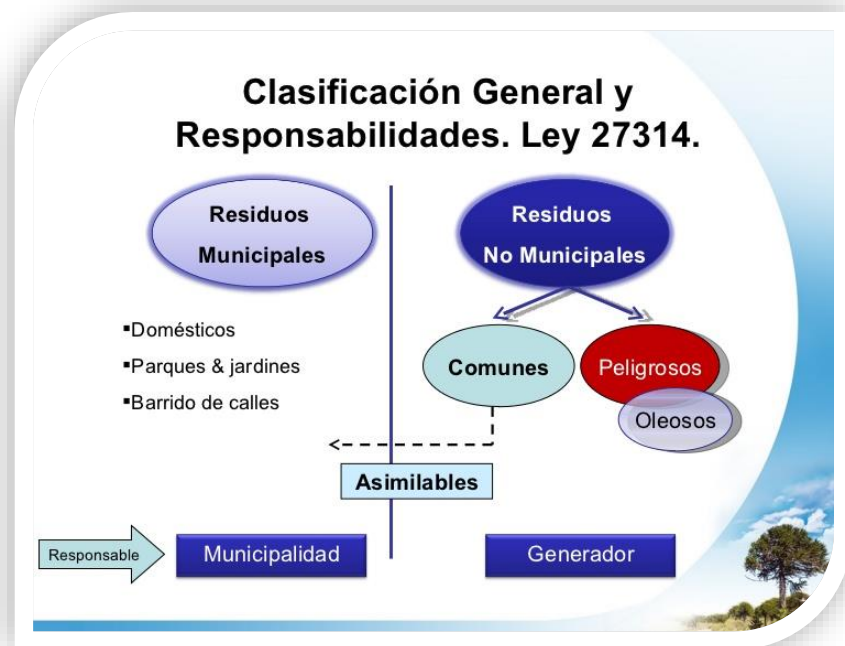 Clasificación General y
Responsabilidades. Ley 27314.
Residuos
Municipales
▪Domésticos
▪Parques & jardines
▪Barrido de calles
Residuos
No Municipales
Comunes
Peligrosos
Oleosos
Asimilables
Responsable
Municipalidad
Generador